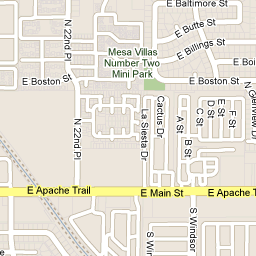 E Baltimore St
N 22nd Pl
E Butte St
E Billings St
Mesa Villas
Number Two
Mini Park
E Boston St
E Boston St
E Boi
N Glenview
Cactus Dr
La Siesta Dr
A St
B St
C St
D St
E St
F St
N 22nd Pl
E Apache Trail
E Main St
E Apache T
S W
S Windsor